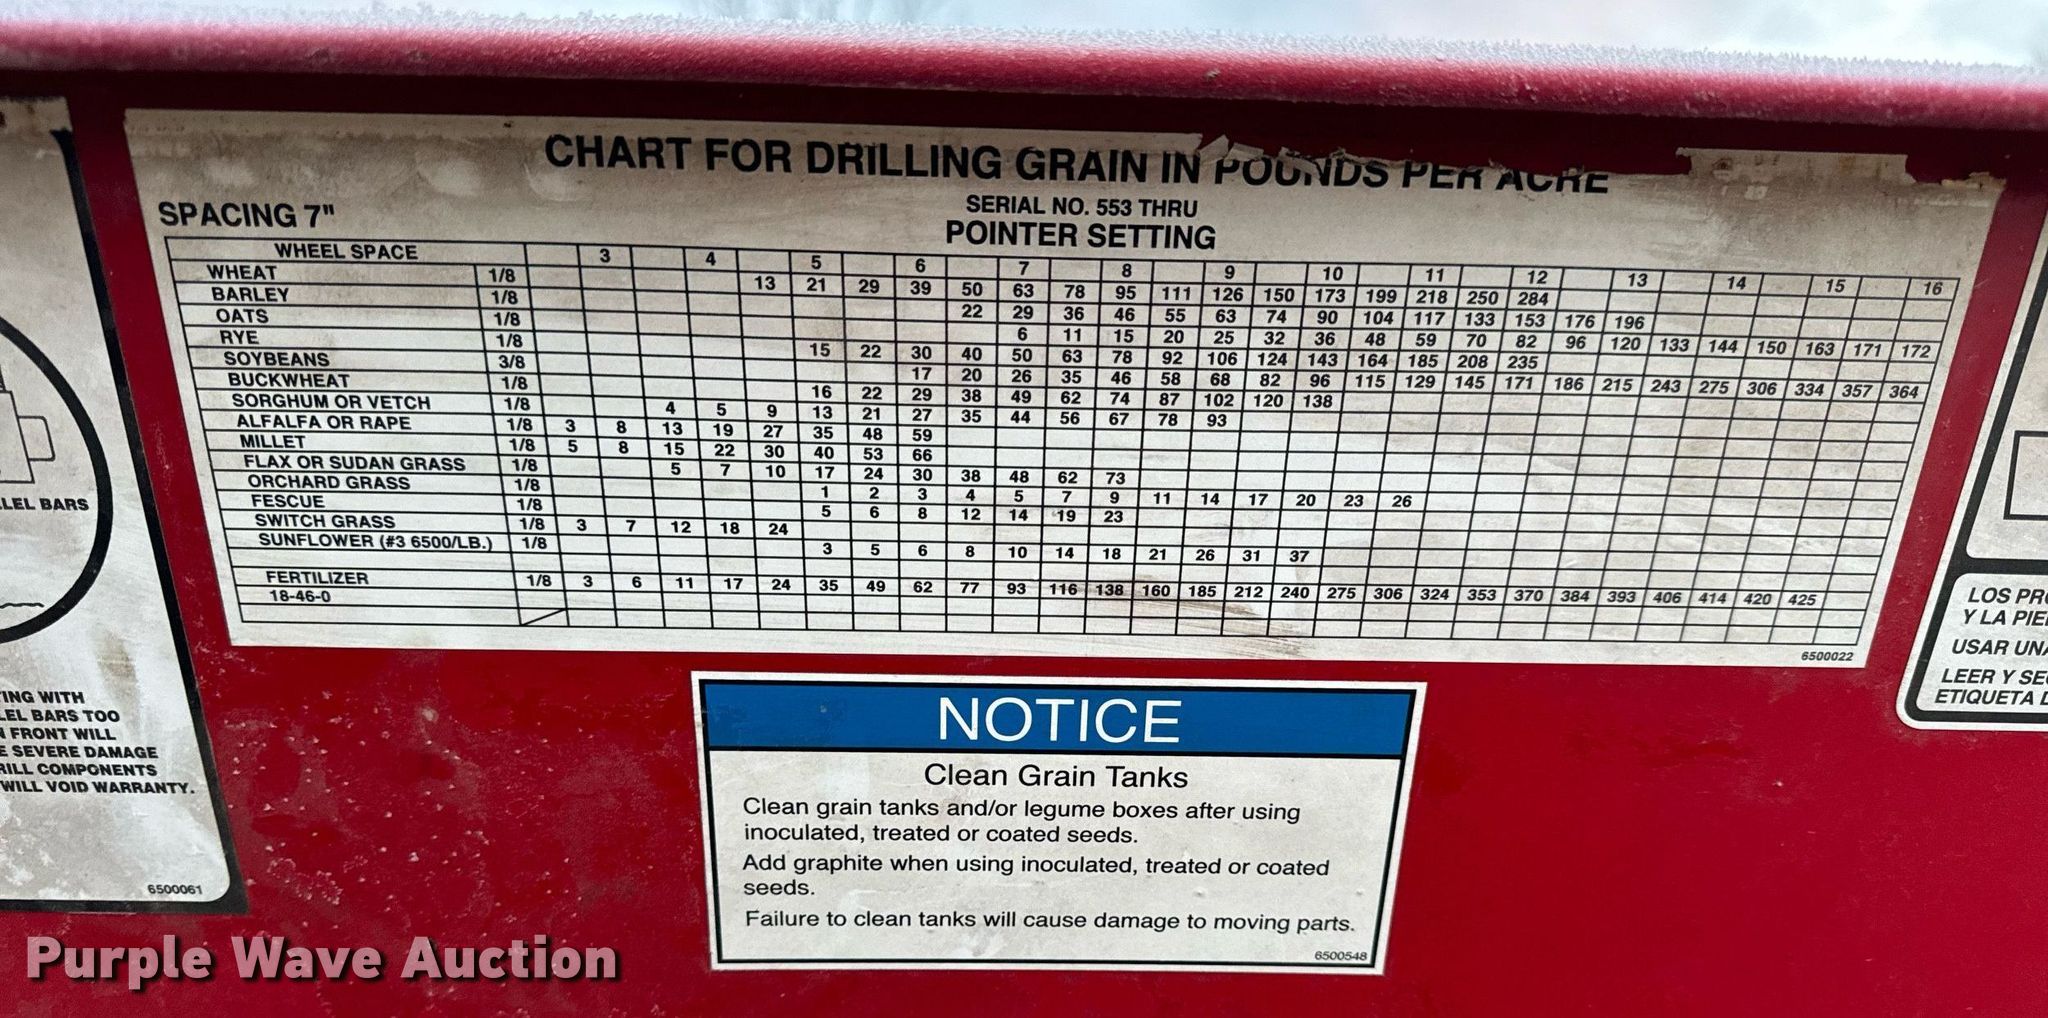 CHART FOR DRILLING GRAIN IN POUNDS PER ACRE
SERIAL NO. 553 THRU
SPACING 7"
POINTER SETTING
WHEEL SPACE 3 4 5 6 7 8 9 10 11 12 13 14 15 16
WHEAT 1/8 13 21 29 39 50 63 78 95 111 126 150 173 199 218 250 284
BARLEY 1/8 22 29 36 46 55 63 74 90 104 117 133 153 176 196
OATS 1/8 6 11 15 20 25 32 36 48 59 70 82 96 120 133 144 150 163 171 172
RYE 1/8 15 22 30 40 50 63 78 92 106 124 143 164 185 208 235
SOYBEANS 3/8 17 20 26 35 46 58 68 82 96 115 129 145 171 186 215 243 275 306 334 357 364
BUCKWHEAT 1/8 16 22 29 38 49 62 74 87 102 120 138
SORGHUM OR VETCH 1/8 4 5 9 13 21 27 35 44 56 67 78 93
ALFALFA OR RAPE 1/8 3 8 13 19 27 35 48 59
MILLET 1/8 5 8 15 22 30 40 53 66
FLAX OR SUDAN GRASS 1/8 5 7 10 17 24 30 38 48 62 73
ORCHARD GRASS 1/8 1 2 3 4 5 7 9 11 14 17 20 23 26
FESCUE 1/8 5 6 8 12 14 19 23
SWITCH GRASS 1/8 3 7 12 18 24
SUNFLOWER (#3 6500/LB.) 1/8 3 5 6 8 10 14 18 21 26 31 37
FERTILIZER 1/8 3 6 11 17 24 35 49 62 77 93 116 138 160 185 212 240 275 306 324 353 370 384 393 406 414 420 425
18-46-0
6500022
LEL BARS
ING WITH
LEL BARS TOO
N FRONT WILL
E SEVERE DAMAGE
RILL COMPONENTS
WILL VOID WARRANTY.
6500061
NOTICE
Clean Grain Tanks
Clean grain tanks and/or legume boxes after using
inoculated, treated or coated seeds.
Add graphite when using inoculated, treated or coated
seeds.
Failure to clean tanks will cause damage to moving parts.
6500548
LOS PR
Y LA PIE
USAR UN
LEER Y SE
ETIQUETA D
Purple Wave Auction